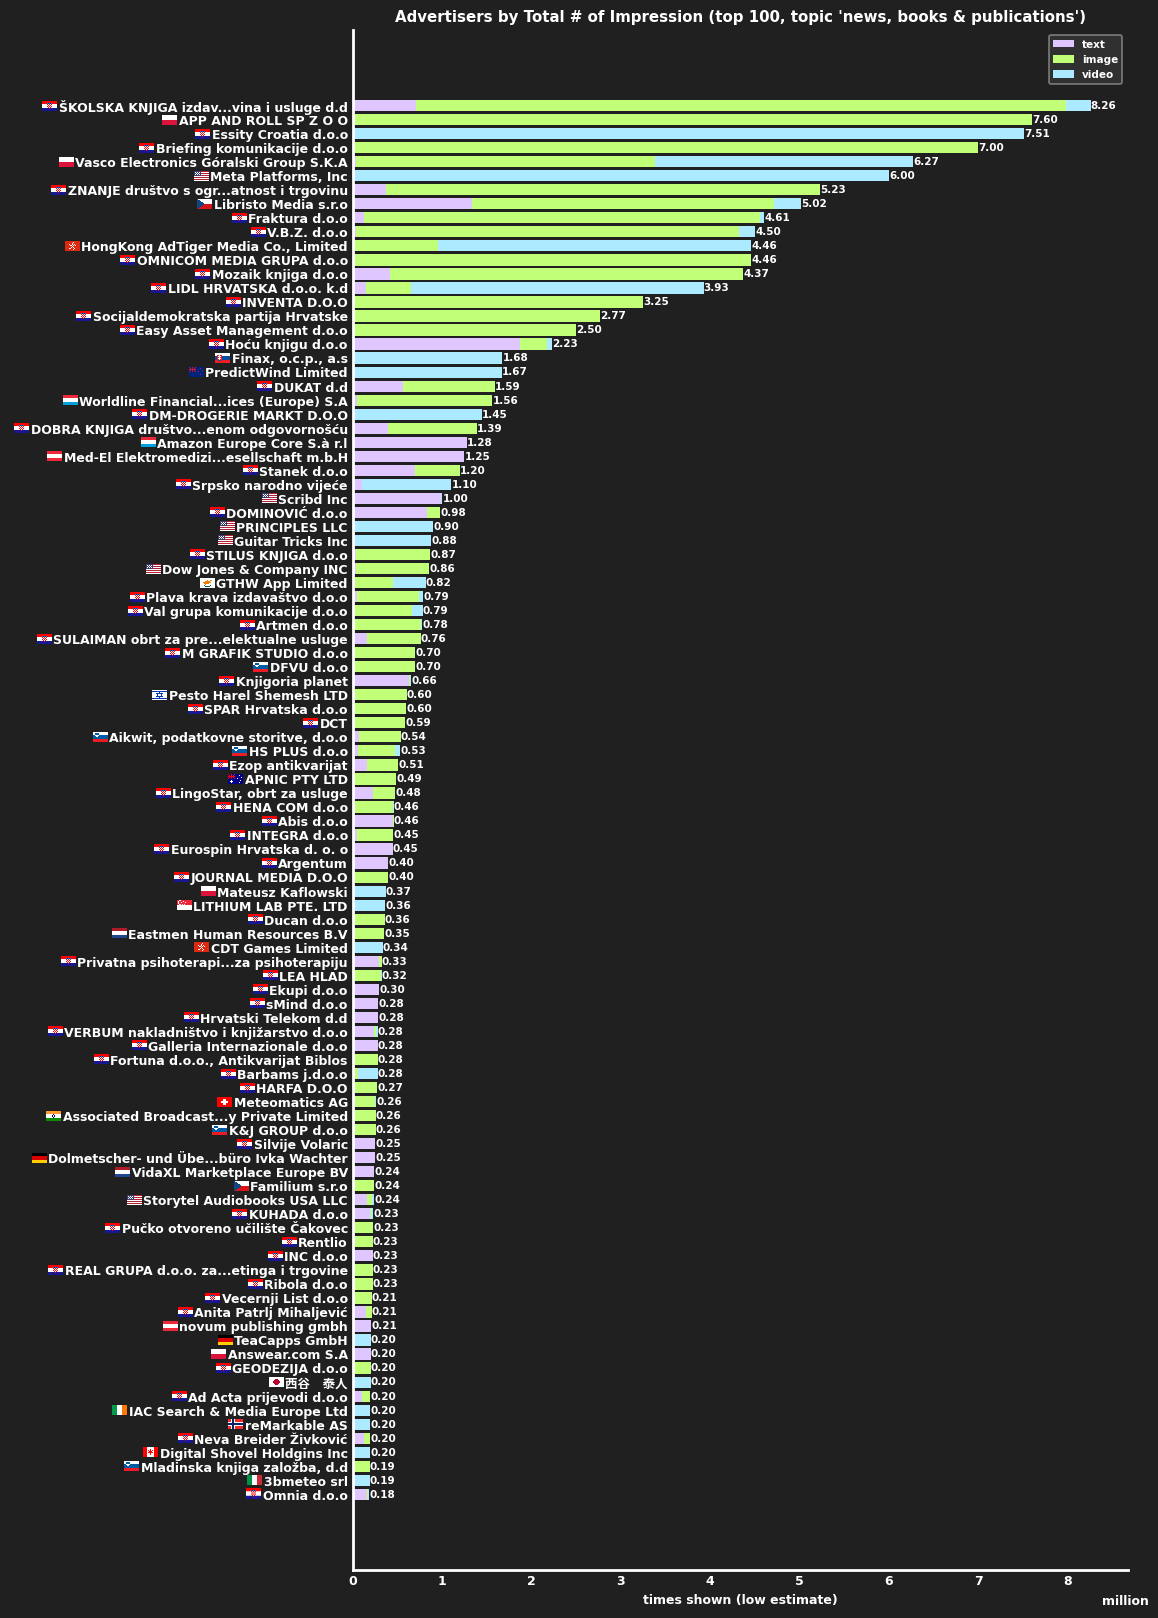 Advertisers by Total # of Impression (top 100, topic 'news, books & publications')
text
image
video
ŠKOLSKA KNJIGA izdav...vina i usluge d.d 8.26
APP AND ROLL SP Z O O 7.60
Essity Croatia d.o.o 7.51
Briefing komunikacije d.o.o 7.00
Vasco Electronics Góralski Group S.K.A 6.27
Meta Platforms, Inc 6.00
ZNANJE društvo s ogr...atnost i trgovinu 5.23
Libristo Media s.r.o 5.02
Fraktura d.o.o 4.61
V.B.Z. d.o.o 4.50
HongKong AdTiger Media Co., Limited 4.46
OMNICOM MEDIA GRUPA d.o.o 4.46
Mozaik knjiga d.o.o 4.37
LIDL HRVATSKA d.o.o. k.d 3.93
INVENTA D.O.O 3.25
Socijaldemokratska partija Hrvatske 2.77
Easy Asset Management d.o.o 2.50
Hoću knjigu d.o.o 2.23
Finax, o.c.p., a.s 1.68
PredictWind Limited 1.67
DUKAT d.d 1.59
Worldline Financial...ices (Europe) S.A 1.56
DM-DROGERIE MARKT D.O.O 1.45
DOBRA KNJIGA društvo...enom odgovornošću 1.39
Amazon Europe Core S.à r.l 1.28
Med-El Elektromedizi...esellschaft m.b.H 1.25
Stanek d.o.o 1.20
Srpsko narodno vijeće 1.10
Scribd Inc 1.00
DOMINOVIĆ d.o.o 0.98
PRINCIPLES LLC 0.90
Guitar Tricks Inc 0.88
STILUS KNJIGA d.o.o 0.87
Dow Jones & Company INC 0.86
GTHW App Limited 0.82
Plava krava izdavaštvo d.o.o 0.79
Val grupa komunikacije d.o.o 0.79
Artmen d.o.o 0.78
SULAIMAN obrt za pre...elektualne usluge 0.76
M GRAFIK STUDIO d.o.o 0.70
DFVU d.o.o 0.70
Knjigoria planet 0.66
Pesto Harel Shemesh LTD 0.60
SPAR Hrvatska d.o.o 0.60
DCT 0.59
Aikwit, podatkovne storitve, d.o.o 0.54
HS PLUS d.o.o 0.53
Ezop antikvarijat 0.51
APNIC PTY LTD 0.49
LingoStar, obrt za usluge 0.48
HENA COM d.o.o 0.46
Abis d.o.o 0.46
INTEGRA d.o.o 0.45
Eurospin Hrvatska d. o. o 0.45
Argentum 0.40
JOURNAL MEDIA D.O.O 0.40
Mateusz Kaflowski 0.37
LITHIUM LAB PTE. LTD 0.36
Ducan d.o.o 0.36
Eastmen Human Resources B.V 0.35
CDT Games Limited 0.34
Privatna psihoterapi...za psihoterapiju 0.33
LEA HLAD 0.32
Ekupi d.o.o 0.30
sMind d.o.o 0.28
Hrvatski Telekom d.d 0.28
VERBUM nakladništvo i knjižarstvo d.o.o 0.28
Galleria Internazionale d.o.o 0.28
Fortuna d.o.o., Antikvarijat Biblos 0.28
Barbams j.d.o.o 0.28
HARFA D.O.O 0.27
Meteomatics AG 0.26
Associated Broadcast...y Private Limited 0.26
K&J GROUP d.o.o 0.26
Silvije Volaric 0.25
Dolmetscher- und Übe...büro Ivka Wachter 0.25
VidaXL Marketplace Europe BV 0.24
Familium s.r.o 0.24
Storytel Audiobooks USA LLC 0.24
KUHADA d.o.o 0.23
Pučko otvoreno učilište Čakovec 0.23
Rentlio 0.23
INC d.o.o 0.23
REAL GRUPA d.o.o. za...etinga i trgovine 0.23
Ribola d.o.o 0.23
Vecernji List d.o.o 0.21
Anita Patrlj Mihaljević 0.21
novum publishing gmbh 0.21
TeaCapps GmbH 0.20
Answear.com S.A 0.20
GEODEZIJA d.o.o 0.20
西谷　泰人 0.20
Ad Acta prijevodi d.o.o 0.20
IAC Search & Media Europe Ltd 0.20
reMarkable AS 0.20
Neva Breider Živković 0.20
Digital Shovel Holdgins Inc 0.20
Mladinska knjiga založba, d.d 0.19
3bmeteo srl 0.19
Omnia d.o.o 0.18
0 1 2 3 4 5 6 7 8
times shown (low estimate)
million